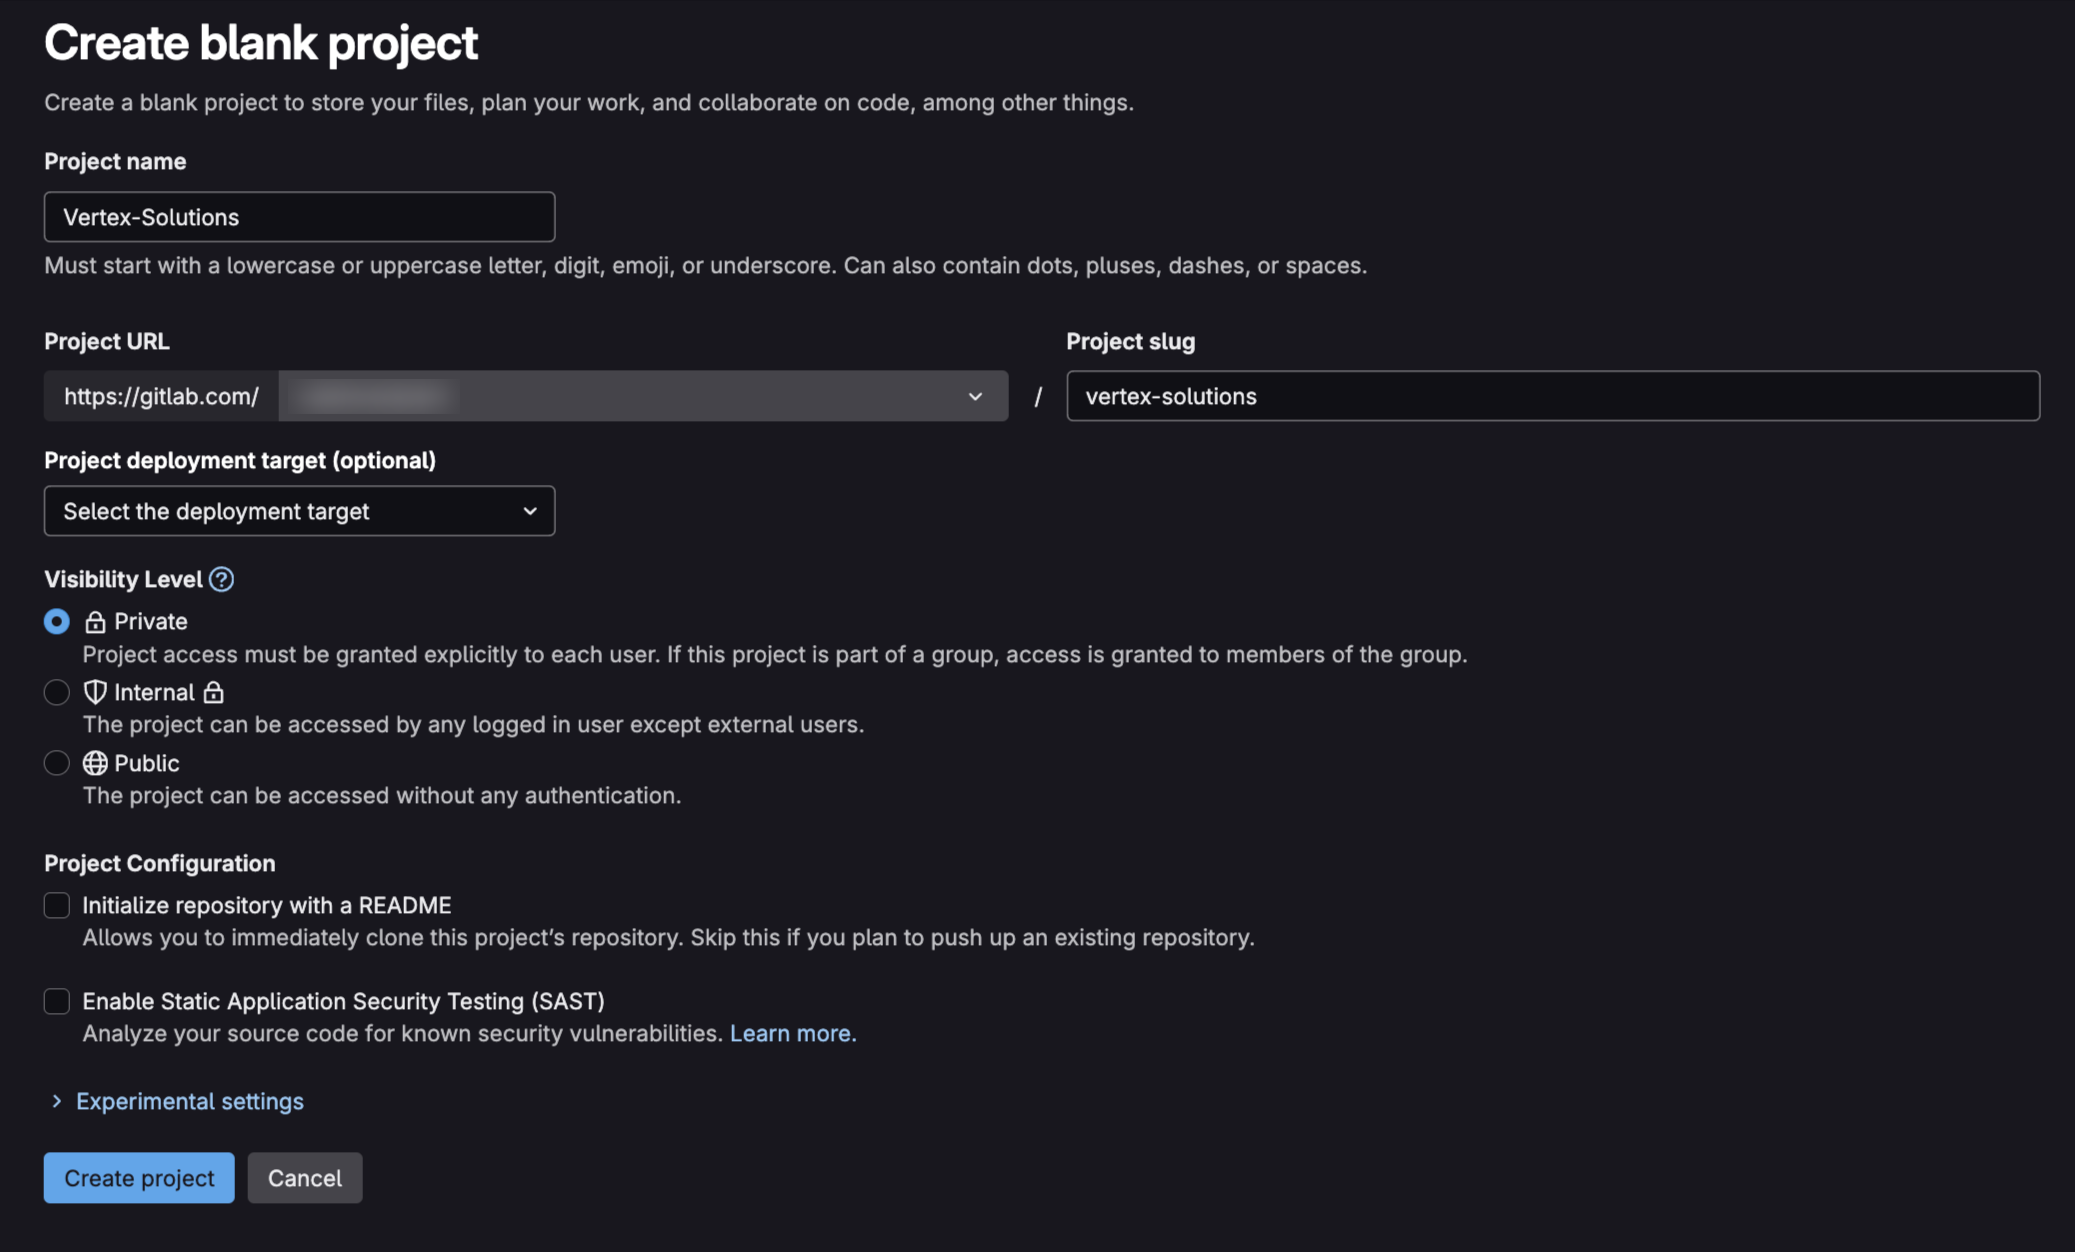 Create blank project
Create a blank project to store your files, plan your work, and collaborate on code, among other things.
Project name
Vertex-Solutions
Must start with a lowercase or uppercase letter, digit, emoji, or underscore. Can also contain dots, pluses, dashes, or spaces.
Project URL
Project slug
https://gitlab.com/
/
vertex-solutions
Project deployment target (optional)
Select the deployment target
Visibility Level
Private
Project access must be granted explicitly to each user. If this project is part of a group, access is granted to members of the group.
Internal
The project can be accessed by any logged in user except external users.
Public
The project can be accessed without any authentication.
Project Configuration
Initialize repository with a README
Allows you to immediately clone this project’s repository. Skip this if you plan to push up an existing repository.
Enable Static Application Security Testing (SAST)
Analyze your source code for known security vulnerabilities. Learn more.
Experimental settings
Create project
Cancel